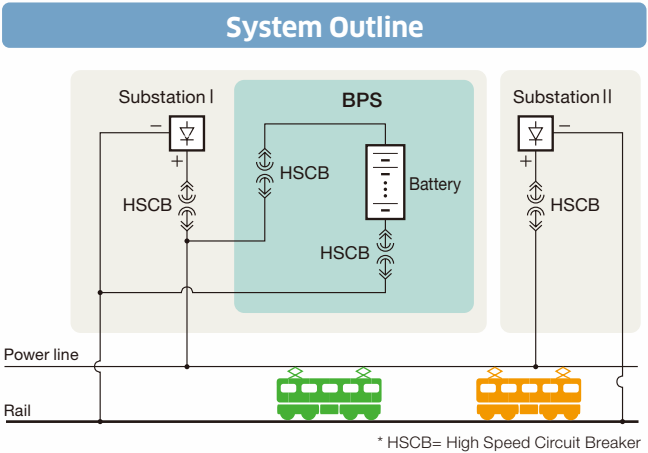 System Outline
Substation I
BPS
Substation II
−
+
HSCB
HSCB
Battery
HSCB
−
+
HSCB
Power line
Rail
* HSCB= High Speed Circuit Breaker